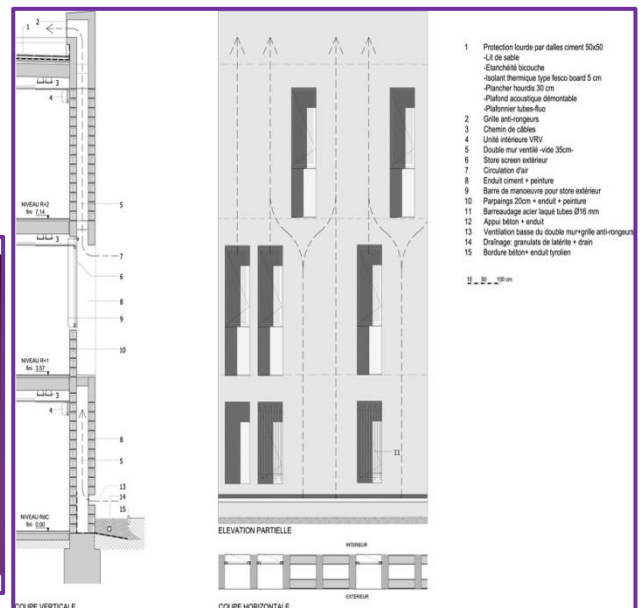 1 Protection lourde par dalles ciment 50x50
-Lit de sable
-Etanchéité bicouche
-Isolant thermique type fesco board 5 cm
-Plancher hourdis 30 cm
-Plafond acoustique démontable
-Plafonnier tubes-fluo
2 Grille anti-rongeurs
3 Chemin de câbles
4 Unité intérieure VRV
5 Double mur ventilé -vide 35cm-
6 Store screen extérieur
7 Circulation d'air
8 Enduit ciment + peinture
9 Barre de manoeuvre pour store extérieur
10 Parpaings 20cm + enduit + peinture
11 Barreaudage acier laqué tubes Ø16 mm
12 Appui béton + enduit
13 Ventilation basse du double mur+grille anti-rongeurs
14 Draînage: granulats de latérite + drain
15 Bordure béton+ enduit tyrolien
10 50 100 cm
1
2
3
4
NIVEAU R+2
fini 7.14
5
3
7
6
8
9
10
NIVEAU R+1
fini 3.57
3
4
8
5
13
14
15
NIVEAU RdC
fini 0.00
COUPE VERTICALE
11
ELEVATION PARTIELLE
INTERIEUR
EXTERIEUR
COUPE HORIZONTALE